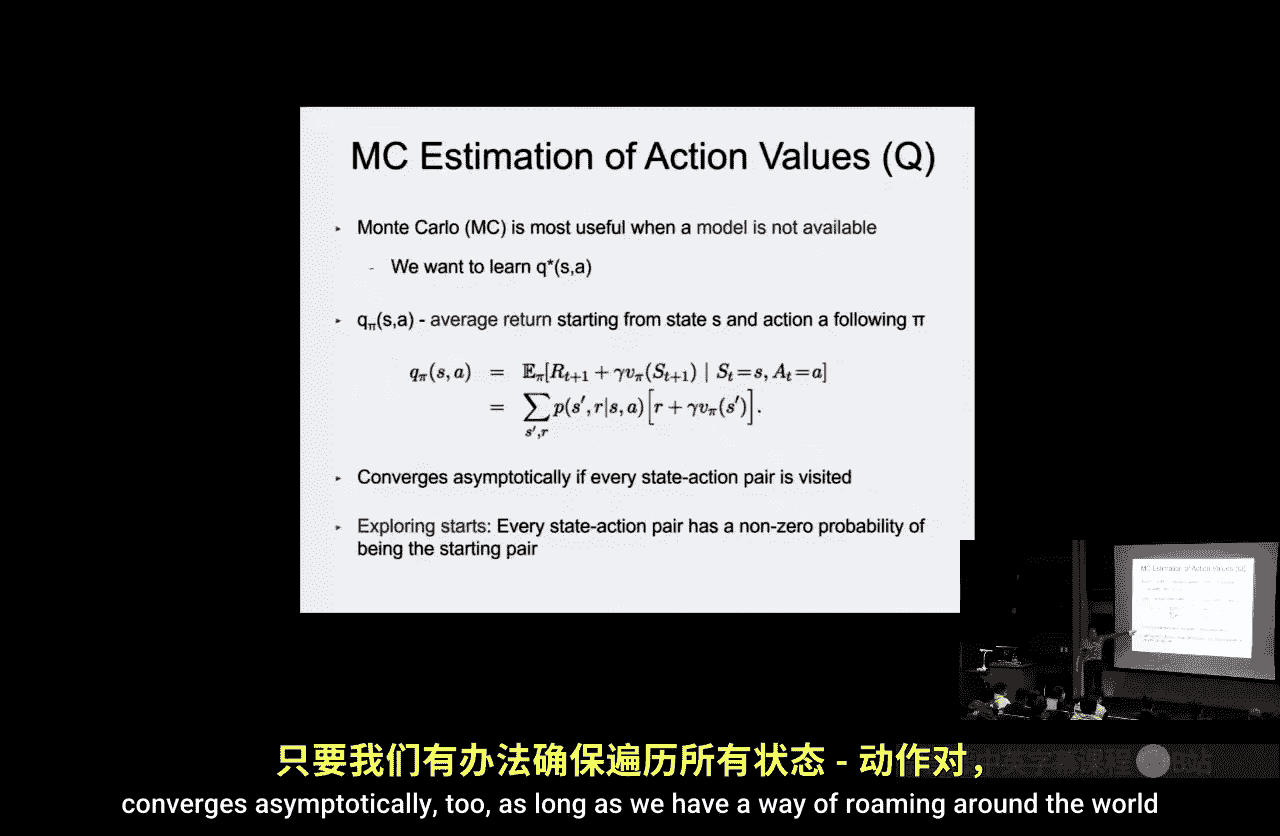 MC Estimation of Action Values (Q)
‣ Monte Carlo (MC) is most useful when a model is not available
- We want to learn q*(s,a)
‣ qπ(s,a) - average return starting from state s and action a following π
qπ(s, a) = 𝔼π[Rt+1 + γvπ(St+1) | St=s, At=a]
= ∑s′,r p(s′, r|s, a)[r + γvπ(s′)].
‣ Converges asymptotically if every state-action pair is visited
‣ Exploring starts: Every state-action pair has a non-zero probability of
being the starting pair
MC Estimation of Action Values (Q)
只要我们有办法确保遍历所有状态 - 动作对，
converges asymptotically, too, as long as we have a way of roaming around the world